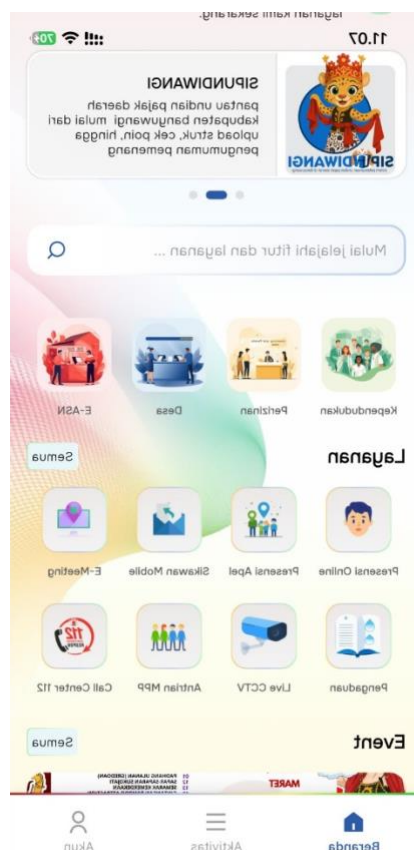 layanan kami sekarang.
07.11
70+
SIPUNDIWANGI
pantau undian pajak daerah
kabupaten banyuwangi mulai dari
upload struk, cek poin, hingga
pengumuman pemenang
SIPUNDIWANGI
Mulai jelajahi fitur dan layanan ...
Kependudukan
Perizinan
Desa
E-ASN
Layanan
Semua
Presensi Online
Presensi Apel
Sikawan Mobile
E-Meeting
112
Pengaduan
Live CCTV
Antrian MPP
Call Center 112
Event
Semua
MARET
Beranda
Aktivitas
Akun